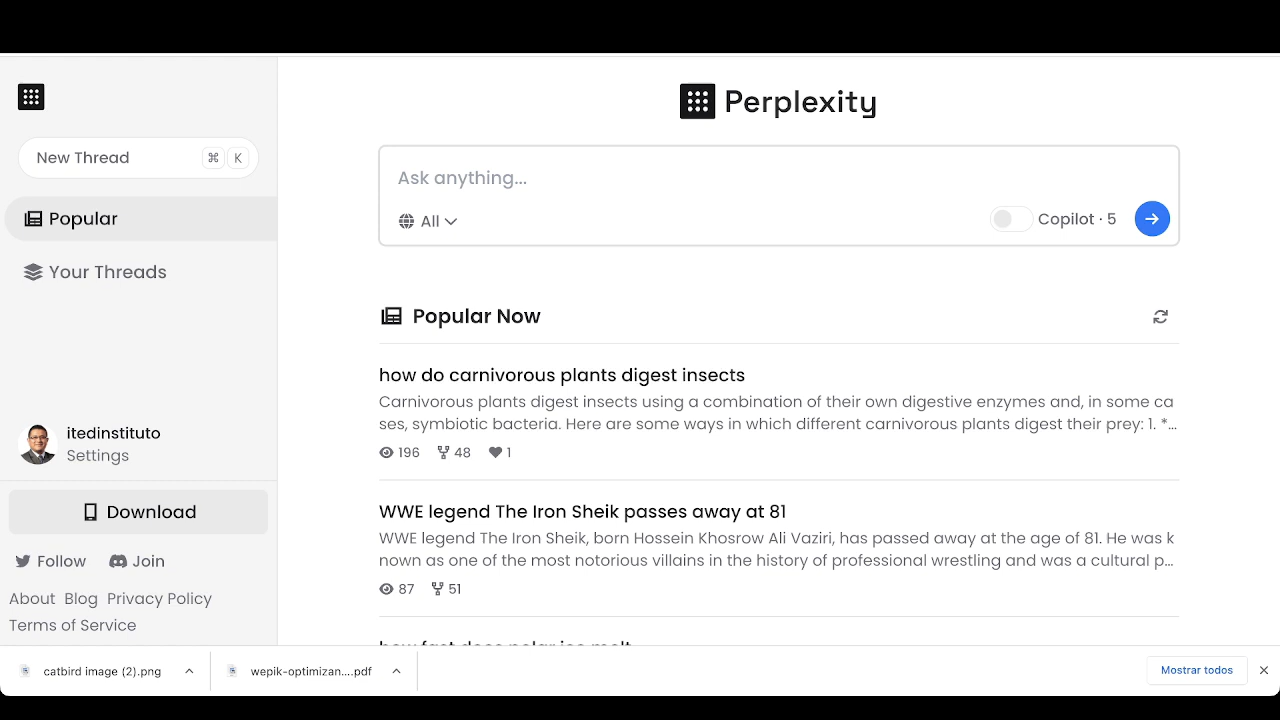 Perplexity
New Thread ⌘ K
Popular
Your Threads
itedinstituto
Settings
Download
Follow Join
About Blog Privacy Policy
Terms of Service
Ask anything...
All
Copilot · 5
Popular Now
how do carnivorous plants digest insects
Carnivorous plants digest insects using a combination of their own digestive enzymes and, in some ca
ses, symbiotic bacteria. Here are some ways in which different carnivorous plants digest their prey: 1. *...
196 48 1
WWE legend The Iron Sheik passes away at 81
WWE legend The Iron Sheik, born Hossein Khosrow Ali Vaziri, has passed away at the age of 81. He was k
nown as one of the most notorious villains in the history of professional wrestling and was a cultural p...
87 51
how fast does polar ice melt
catbird image (2).png
wepik-optimizan....pdf
Mostrar todos